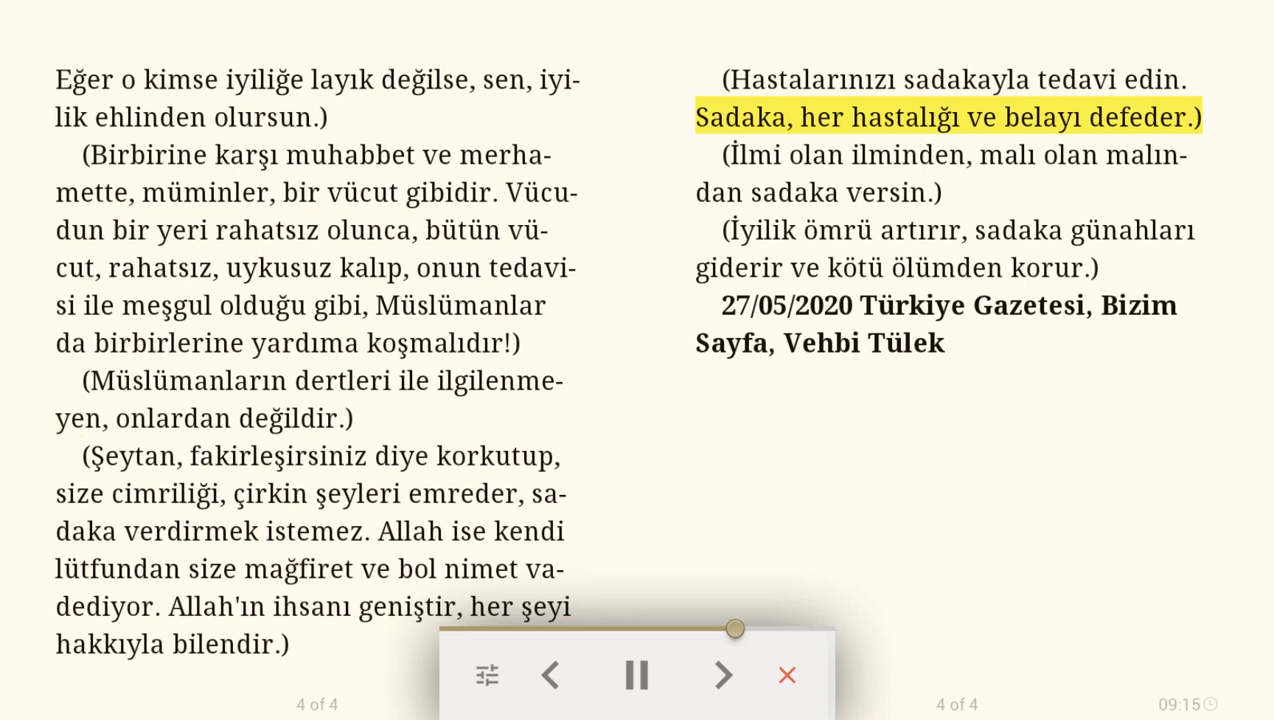 Eğer o kimse iyiliğe layık değilse, sen, iyi-
lik ehlinden olursun.)
(Birbirine karşı muhabbet ve merha-
mette, müminler, bir vücut gibidir. Vücu-
dun bir yeri rahatsız olunca, bütün vü-
cut, rahatsız, uykusuz kalıp, onun tedavi-
si ile meşgul olduğu gibi, Müslümanlar
da birbirlerine yardıma koşmalıdır!)
(Müslümanların dertleri ile ilgilenme-
yen, onlardan değildir.)
(Şeytan, fakirleşirsiniz diye korkutup,
size cimriliği, çirkin şeyleri emreder, sa-
daka verdirmek istemez. Allah ise kendi
lütfundan size mağfiret ve bol nimet va-
dediyor. Allah'ın ihsanı geniştir, her şeyi
hakkıyla bilendir.)
4 of 4
(Hastalarınızı sadakayla tedavi edin.
Sadaka, her hastalığı ve belayı defeder.)
(İlmi olan ilminden, malı olan malın-
dan sadaka versin.)
(İyilik ömrü artırır, sadaka günahları
giderir ve kötü ölümden korur.)
27/05/2020 Türkiye Gazetesi, Bizim
Sayfa, Vehbi Tülek
4 of 4
09:15